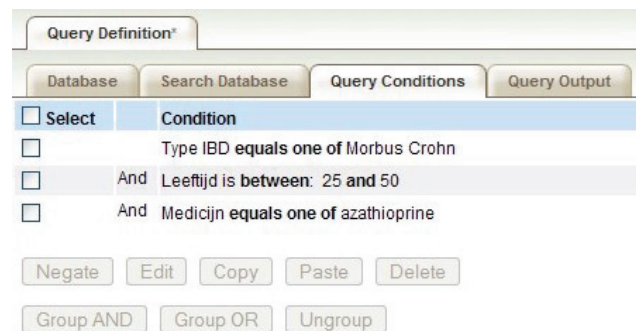 Query Definition*
Database Search Database Query Conditions Query Output
Select Condition
Type IBD equals one of Morbus Crohn
And Leeftijd is between: 25 and 50
And Medicijn equals one of azathioprine
Negate Edit Copy Paste Delete
Group AND Group OR Ungroup